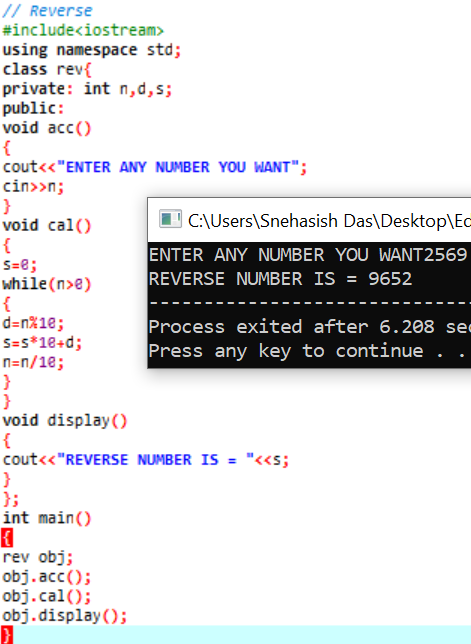 // Reverse
#include<iostream>
using namespace std;
class rev{
private: int n,d,s;
public:
void acc()
{
cout<<"ENTER ANY NUMBER YOU WANT";
cin>>n;
}
void cal()
{
s=0;
while(n>0)
{
d=n%10;
s=s*10+d;
n=n/10;
}
}
void display()
{
cout<<"REVERSE NUMBER IS = "<<s;
}
};
int main()
{
rev obj;
obj.acc();
obj.cal();
obj.display();
}
C:\Users\Snehasish Das\Desktop\Ed
ENTER ANY NUMBER YOU WANT2569
REVERSE NUMBER IS = 9652
--------------------------------
Process exited after 6.208 sec
Press any key to continue . . .